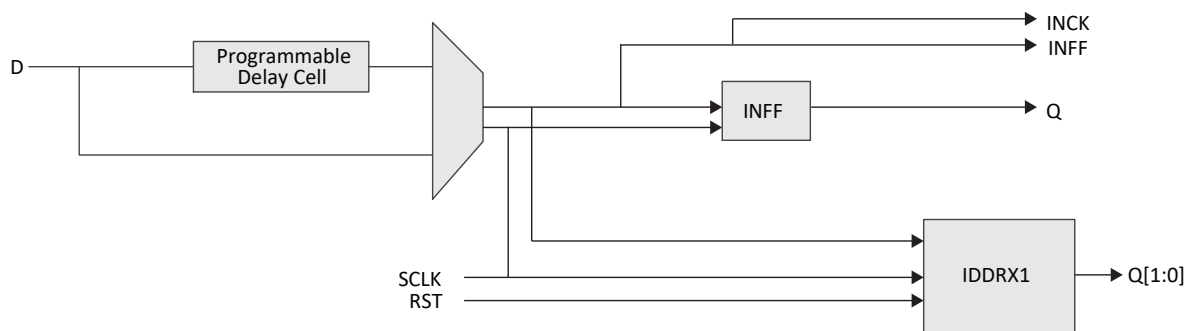 INCK
INFF
D
Programmable
Delay Cell
INFF
Q
SCLK
RST
IDDRX1
Q[1:0]